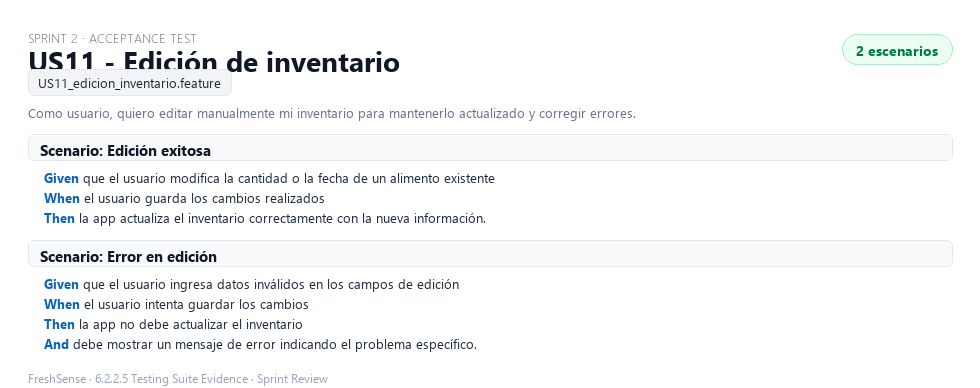 SPRINT 2 · ACCEPTANCE TEST
US11 - Edición de inventario
2 escenarios
US11_edicion_inventario.feature
Como usuario, quiero editar manualmente mi inventario para mantenerlo actualizado y corregir errores.
Scenario: Edición exitosa
Given que el usuario modifica la cantidad o la fecha de un alimento existente
When el usuario guarda los cambios realizados
Then la app actualiza el inventario correctamente con la nueva información.
Scenario: Error en edición
Given que el usuario ingresa datos inválidos en los campos de edición
When el usuario intenta guardar los cambios
Then la app no debe actualizar el inventario
And debe mostrar un mensaje de error indicando el problema específico.
FreshSense · 6.2.2.5 Testing Suite Evidence · Sprint Review